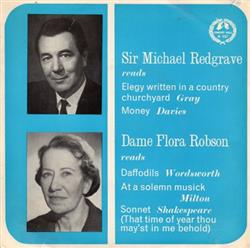 Sir Michael Redgrave
reads
Elegy written in a country
churchyard Gray
Money Davies
Dame Flora Robson
reads
Daffodils Wordsworth
At a solemn musick
Milton
Sonnet Shakespeare
(That time of year thou
may'st in me behold)